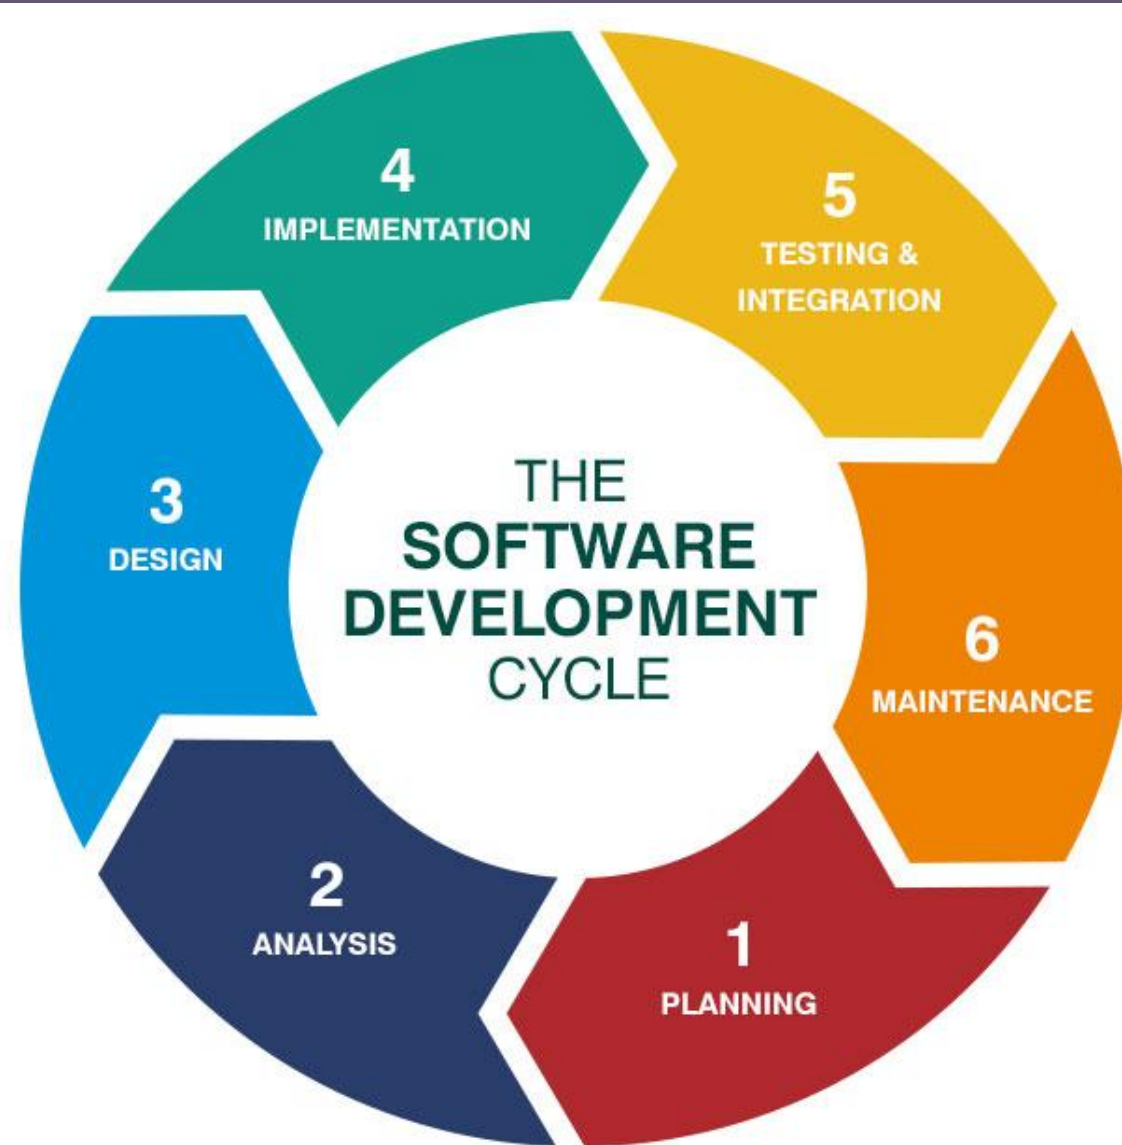 4
IMPLEMENTATION
5
TESTING &
INTEGRATION
3
DESIGN
THE
SOFTWARE
DEVELOPMENT
CYCLE
6
MAINTENANCE
2
ANALYSIS
1
PLANNING